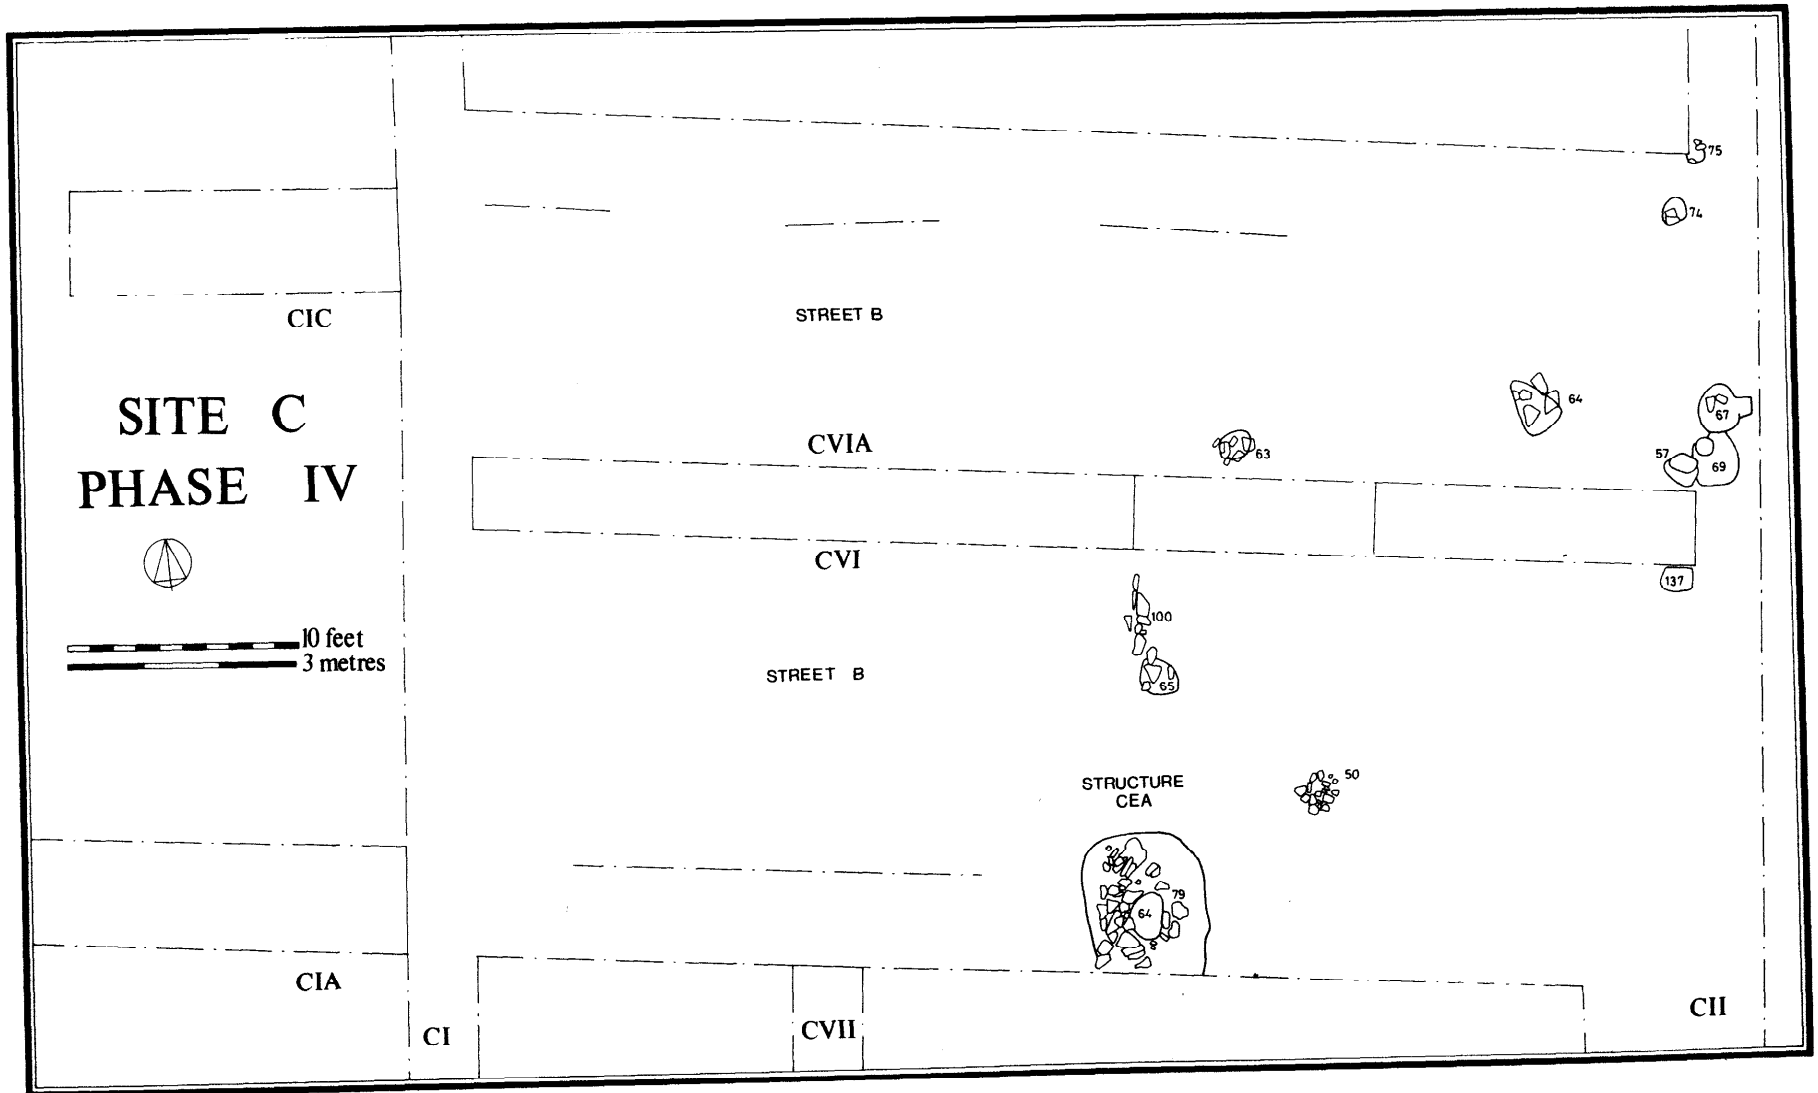 75
74
CIC
STREET B
SITE C
PHASE IV
64
67
CVIA
63
57
69
CVI
137
100
10 feet
3 metres
STREET B
65
STRUCTURE
CEA
50
79
64
CIA
CI
CVII
CII